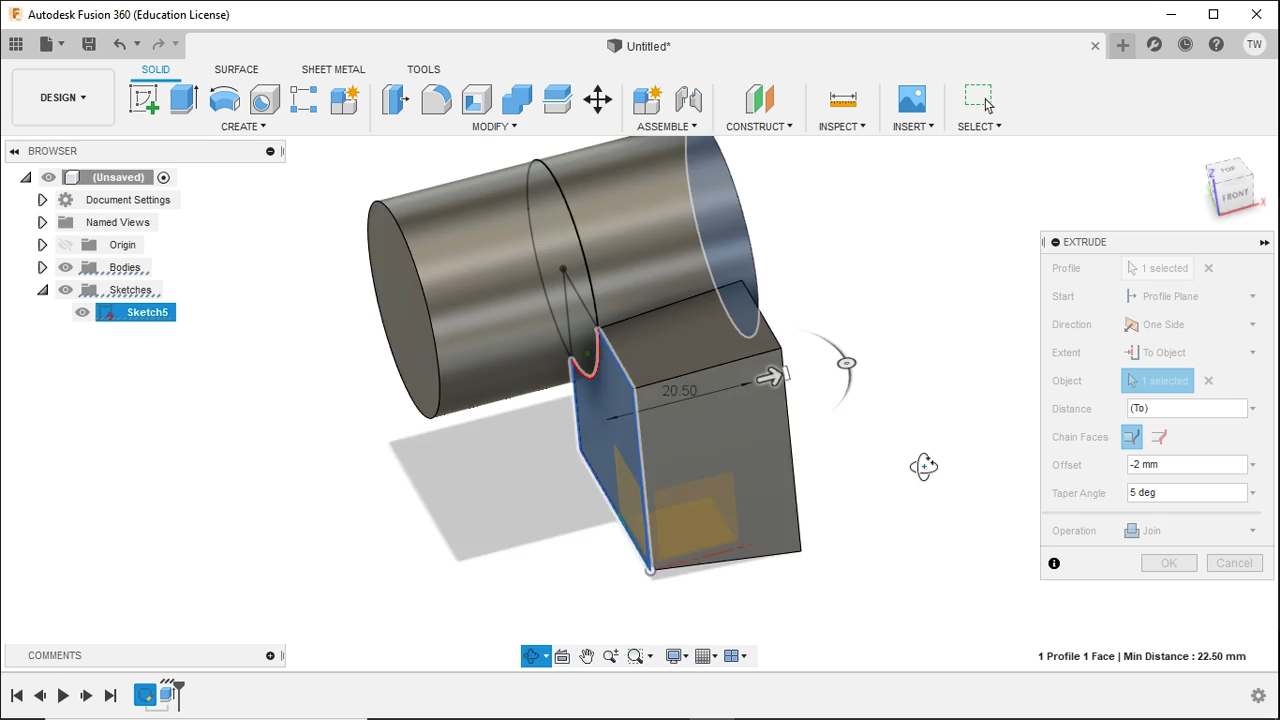 Autodesk Fusion 360 (Education License)
Untitled*
TW
DESIGN
SOLID SURFACE SHEET METAL TOOLS
CREATE MODIFY ASSEMBLE CONSTRUCT INSPECT INSERT SELECT
BROWSER
(Unsaved)
Document Settings
Named Views
Origin
Bodies
Sketches
Sketch5
20.50
Z
TOP
FRONT
X
EXTRUDE
Profile 1 selected
Start Profile Plane
Direction One Side
Extent To Object
Object 1 selected
Distance (To)
Chain Faces
Offset -2 mm
Taper Angle 5 deg
Operation Join
OK Cancel
COMMENTS
1 Profile 1 Face | Min Distance : 22.50 mm